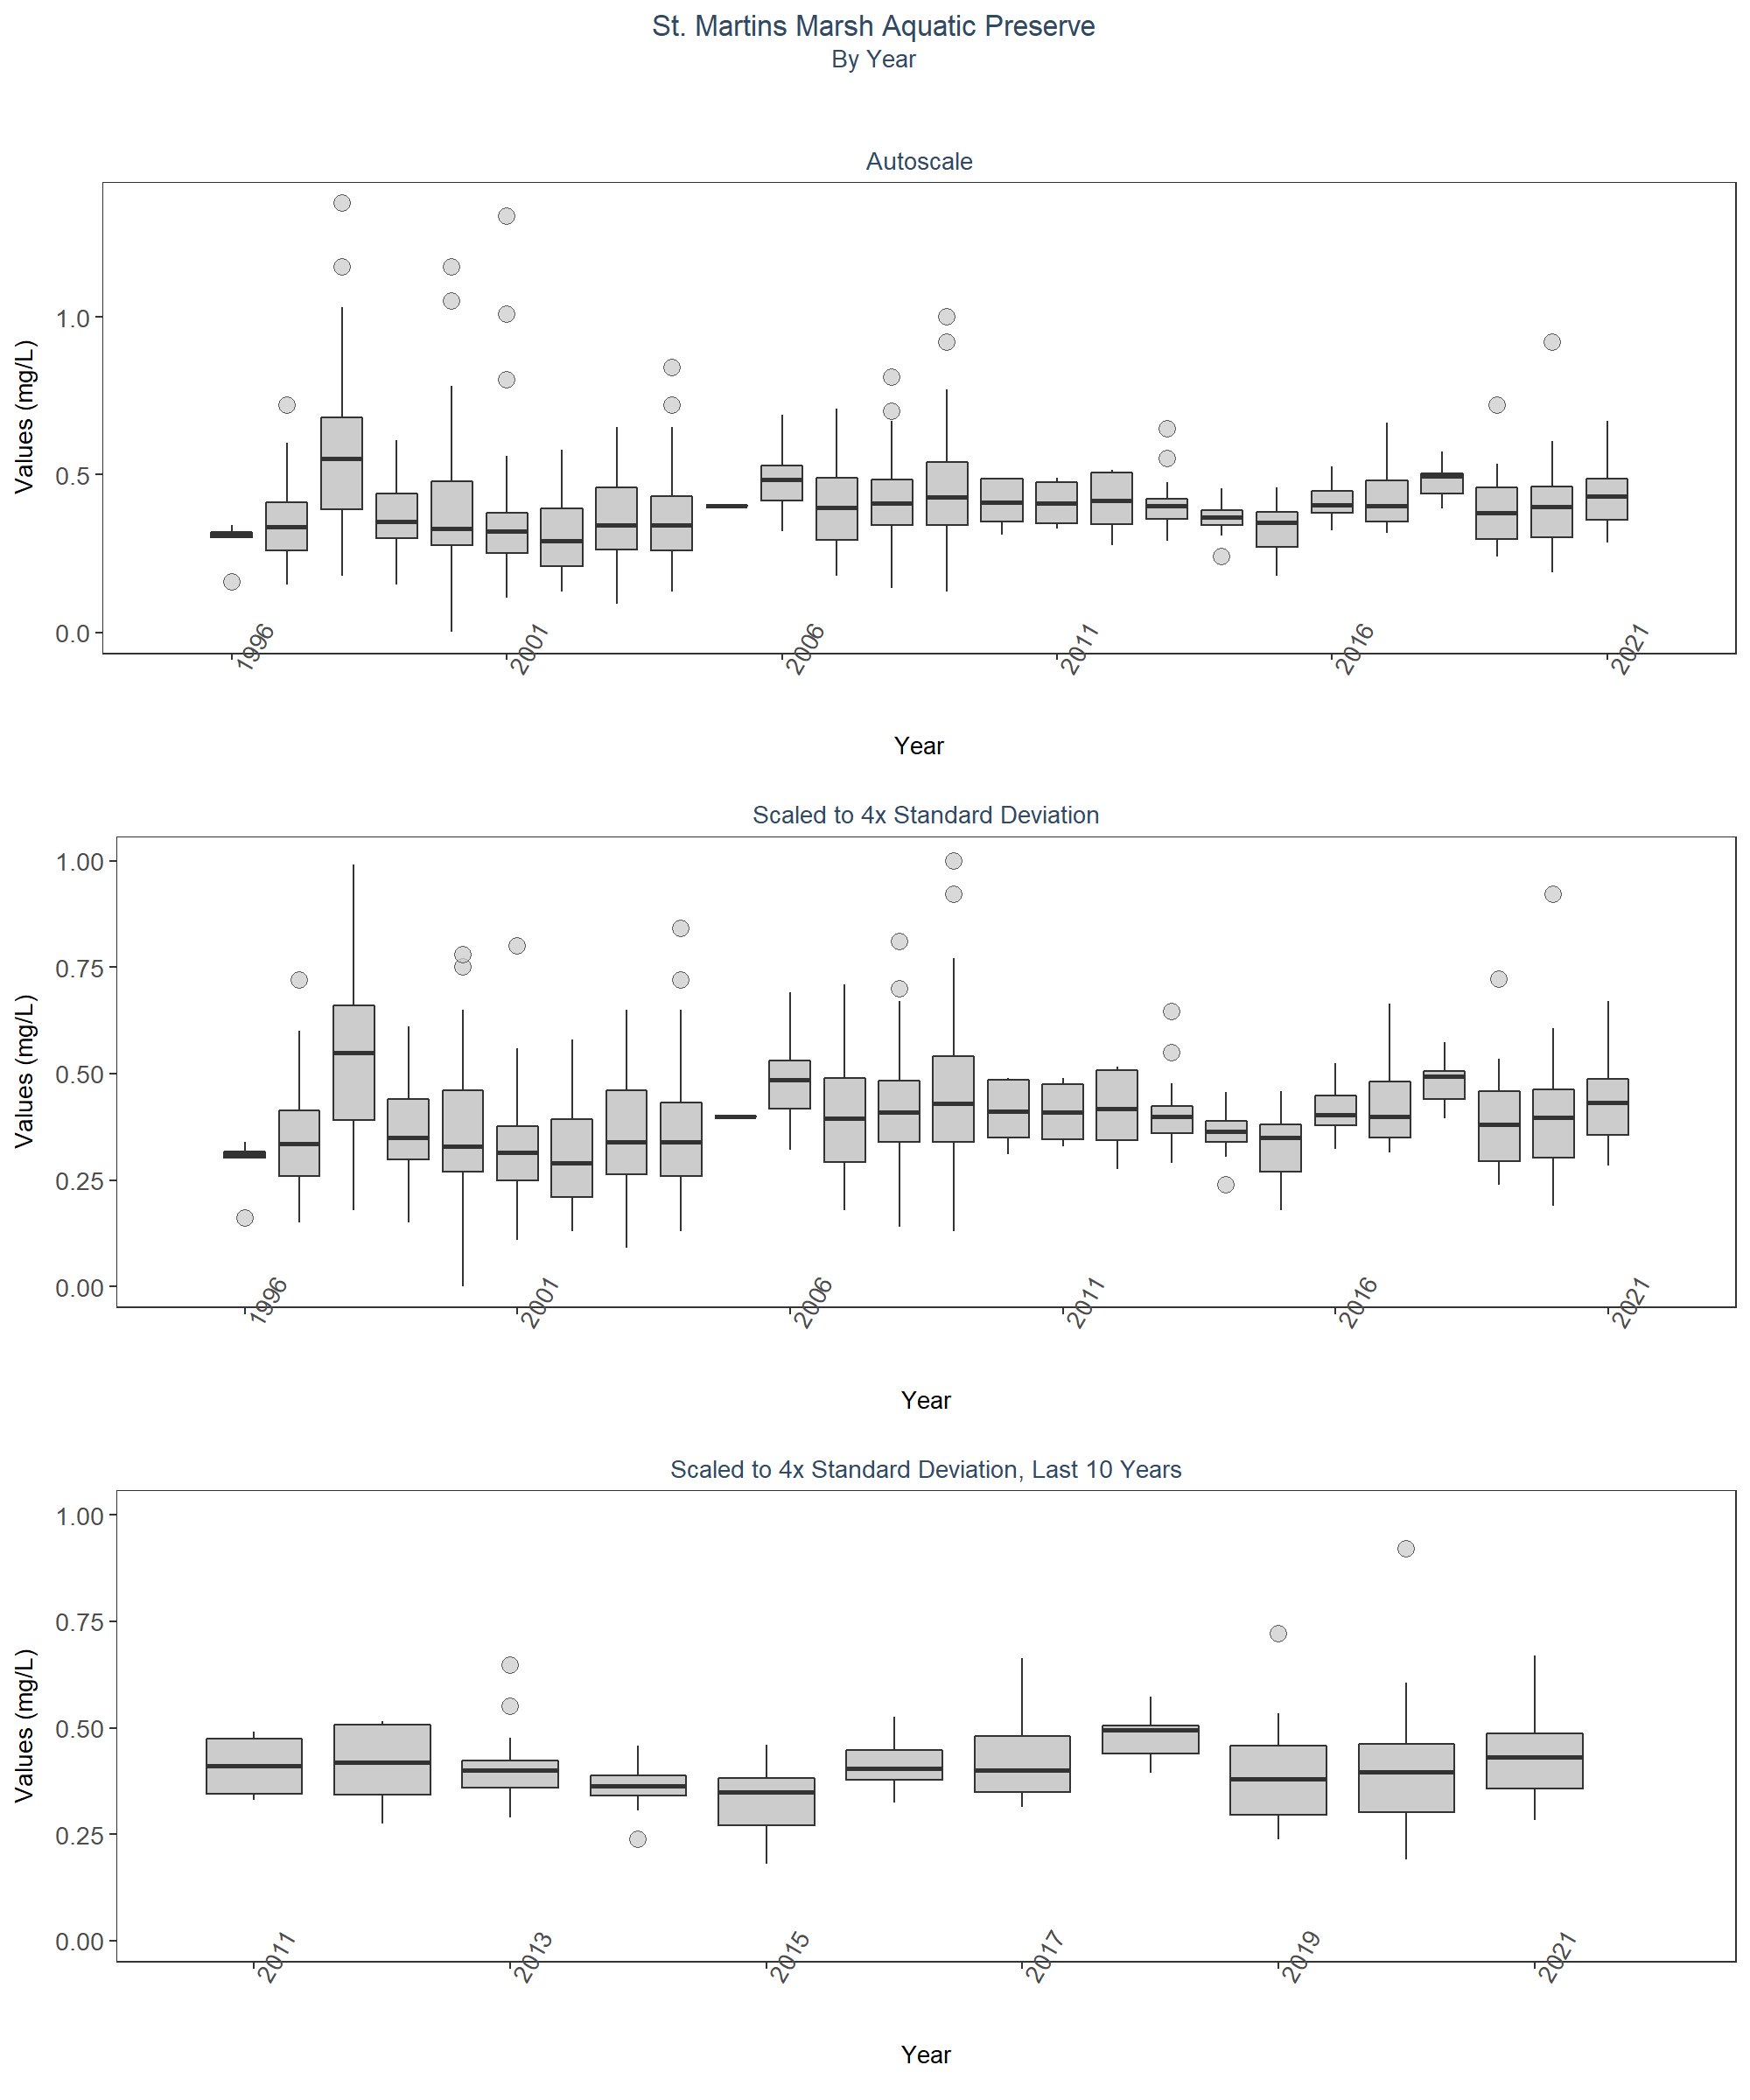 St. Martins Marsh Aquatic Preserve
By Year
Autoscale
Values (mg/L)
1.0
0.5
0.0
1996 2001 2006 2011 2016 2021
Year
Scaled to 4x Standard Deviation
Values (mg/L)
1.00
0.75
0.50
0.25
0.00
1996 2001 2006 2011 2016 2021
Year
Scaled to 4x Standard Deviation, Last 10 Years
Values (mg/L)
1.00
0.75
0.50
0.25
0.00
2011 2013 2015 2017 2019 2021
Year